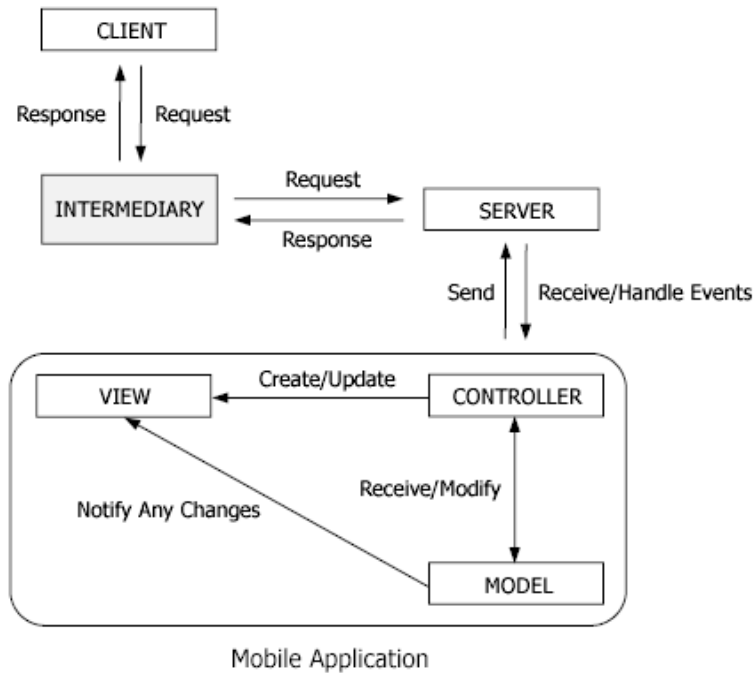 CLIENT
Response
Request
INTERMEDIARY
Request
Response
SERVER
Send
Receive/Handle Events
VIEW
Create/Update
CONTROLLER
Notify Any Changes
Receive/Modify
MODEL
Mobile Application